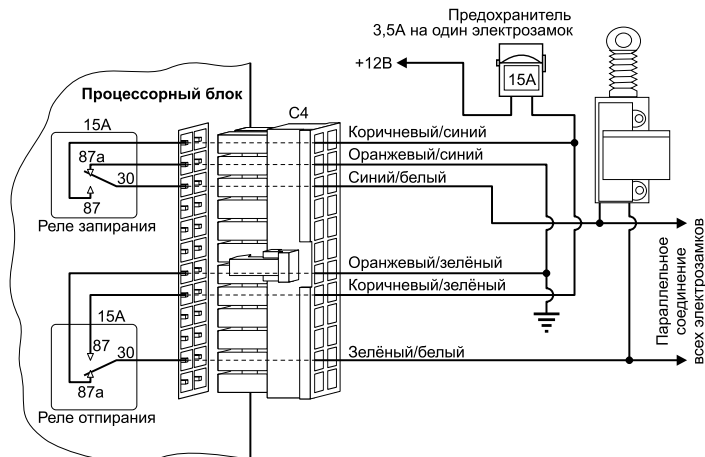 Предохранитель
3,5А на один электрозамок
+12В
15А
Процессорный блок
С4
15А
87а
30
87
Реле запирания
Коричневый/синий
Оранжевый/синий
Синий/белый
Оранжевый/зелёный
Коричневый/зелёный
Зелёный/белый
15А
87
30
87а
Реле отпирания
Параллельное
соединение
всех электрозамков